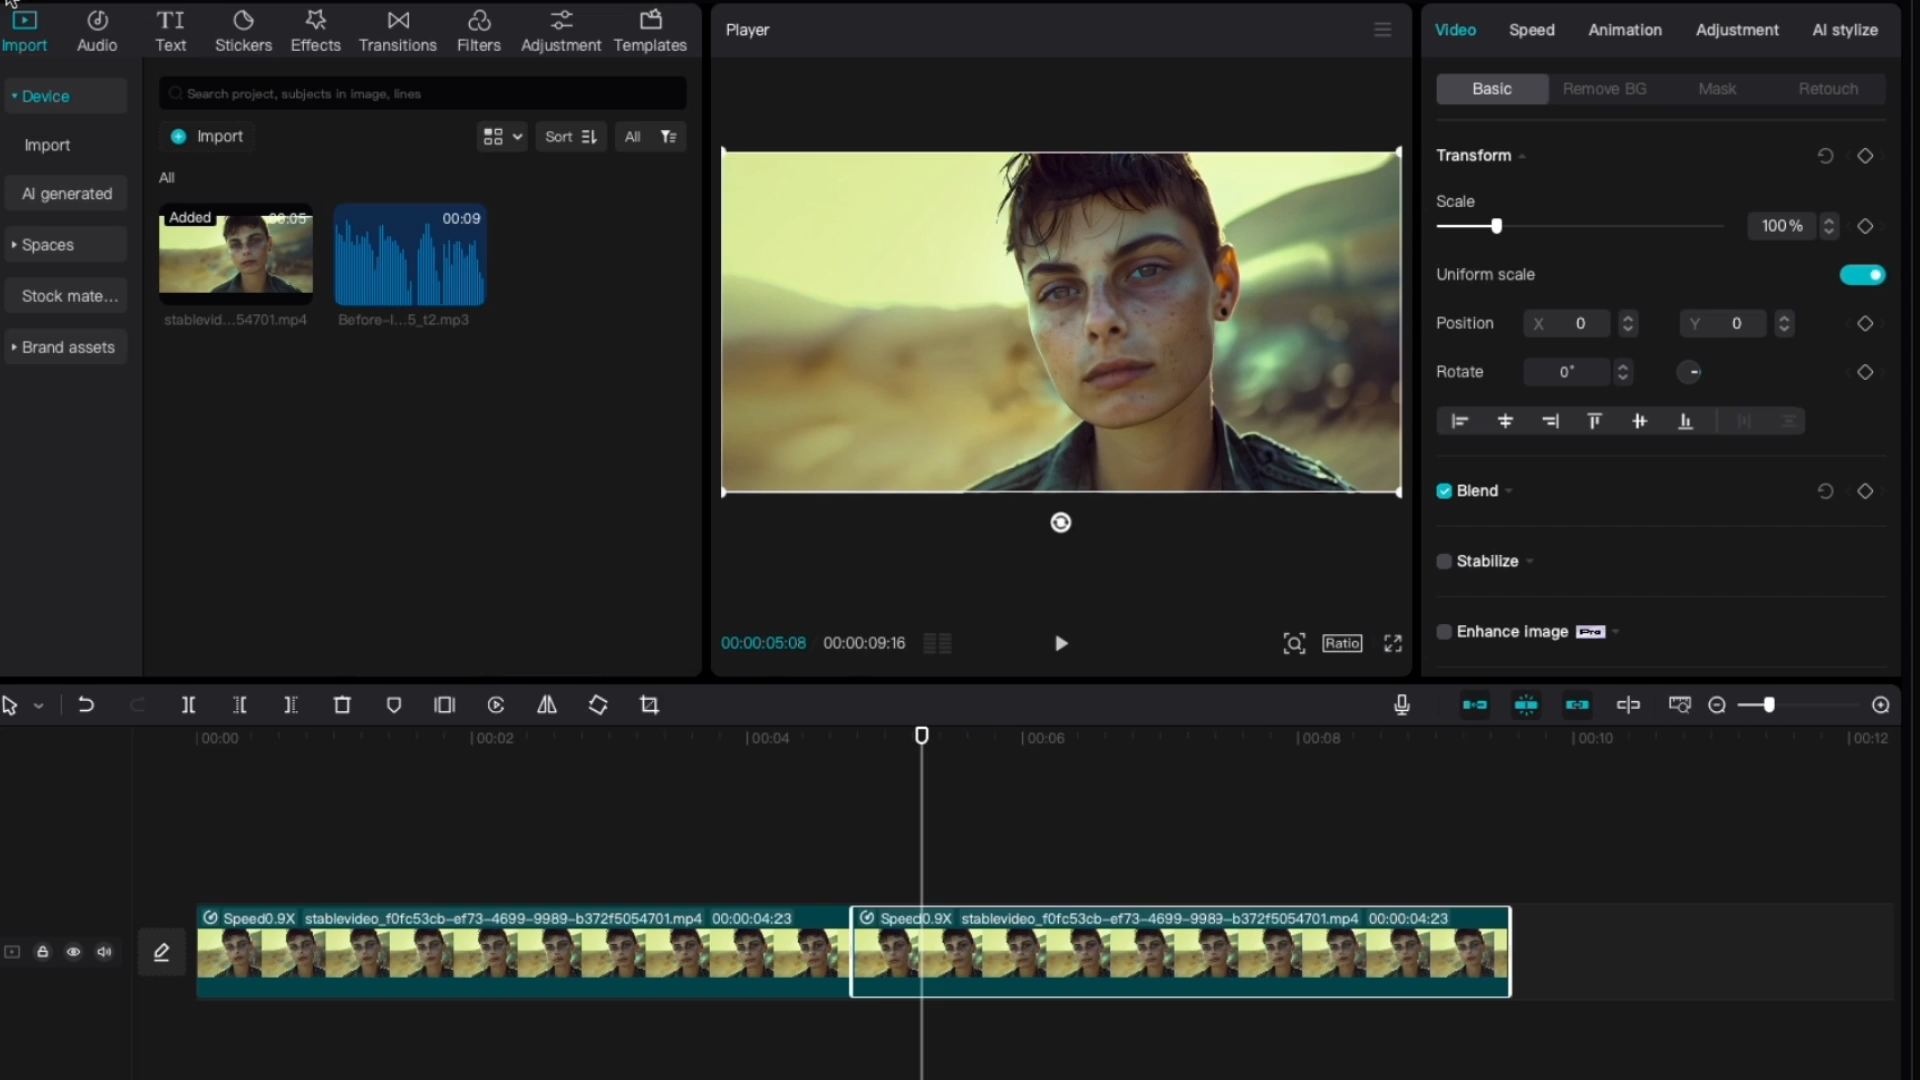 Import
Audio
TI
Text
Stickers
Effects
Transitions
Filters
Adjustment
Templates
Device
Import
AI generated
Spaces
Stock mate...
Brand assets
Search project, subjects in image, lines
Import
Sort
All
All
Added
00:05
00:09
stablevid...54701.mp4
Before-I...5_t2.mp3
Player
00:00:05:08
00:00:09:16
Ratio
Video
Speed
Animation
Adjustment
AI stylize
Basic
Remove BG
Mask
Retouch
Transform
Scale
100%
Uniform scale
Position
X 0
Y 0
Rotate
0°
Blend
Stabilize
Enhance image Pro
00:00
00:02
00:04
00:06
00:08
00:10
00:12
Speed0.9X stablevideo_f0fc53cb-ef73-4699-9989-b372f5054701.mp4 00:00:04:23
Speed0.9X stablevideo_f0fc53cb-ef73-4699-9989-b372f5054701.mp4 00:00:04:23